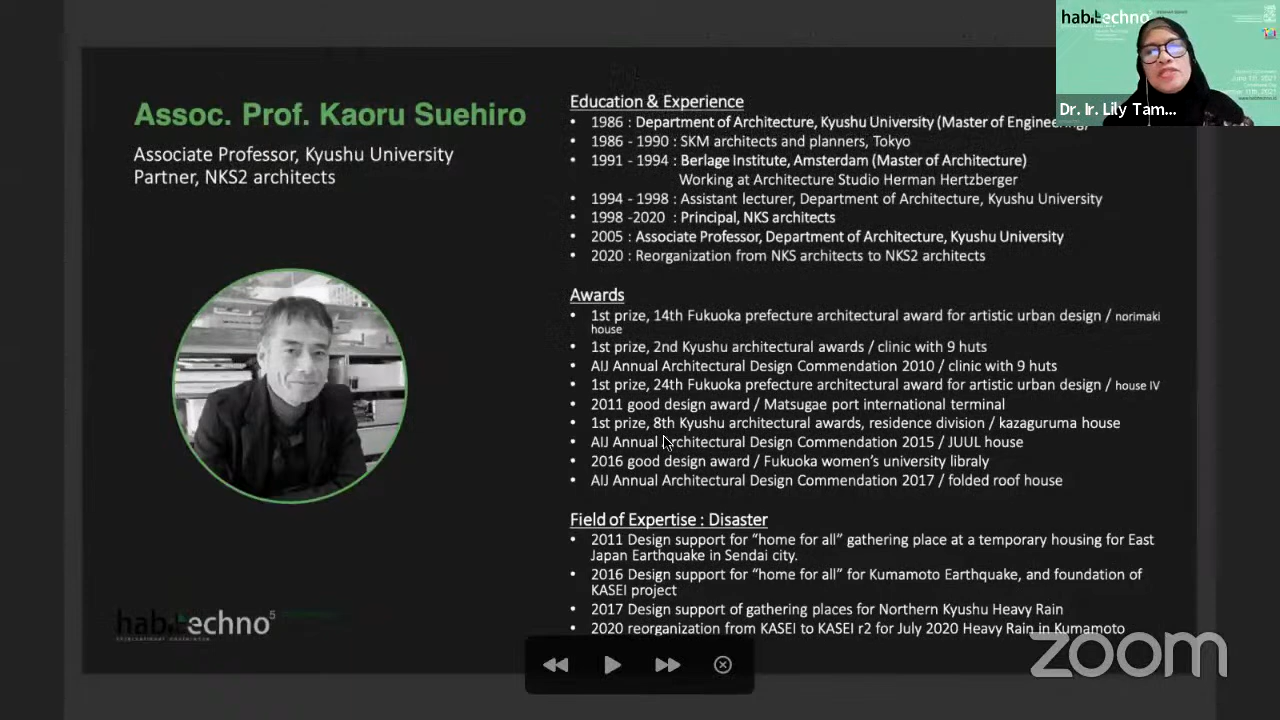 Assoc. Prof. Kaoru Suehiro
Associate Professor, Kyushu University
Partner, NKS2 architects
Education & Experience
• 1986 : Department of Architecture, Kyushu University (Master of Engineering)
• 1986 - 1990 : SKM architects and planners, Tokyo
• 1991 - 1994 : Berlage Institute, Amsterdam (Master of Architecture)
Working at Architecture Studio Herman Hertzberger
• 1994 - 1998 : Assistant lecturer, Department of Architecture, Kyushu University
• 1998 -2020 : Principal, NKS architects
• 2005 : Associate Professor, Department of Architecture, Kyushu University
• 2020 : Reorganization from NKS architects to NKS2 architects
Awards
• 1st prize, 14th Fukuoka prefecture architectural award for artistic urban design / norimaki
house
• 1st prize, 2nd Kyushu architectural awards / clinic with 9 huts
• AIJ Annual Architectural Design Commendation 2010 / clinic with 9 huts
• 1st prize, 24th Fukuoka prefecture architectural award for artistic urban design / house IV
• 2011 good design award / Matsugae port international terminal
• 1st prize, 8th Kyushu architectural awards, residence division / kazaguruma house
• AIJ Annual Architectural Design Commendation 2015 / JUUL house
• 2016 good design award / Fukuoka women's university libraly
• AIJ Annual Architectural Design Commendation 2017 / folded roof house
Field of Expertise : Disaster
• 2011 Design support for “home for all” gathering place at a temporary housing for East
Japan Earthquake in Sendai city.
• 2016 Design support for “home for all” for Kumamoto Earthquake, and foundation of
KASEI project
• 2017 Design support of gathering places for Northern Kyushu Heavy Rain
• 2020 reorganization from KASEI to KASEI r2 for July 2020 Heavy Rain in Kumamoto
habitechno5
international conference
habitechno
Dr. Ir. Lily Tam...
zoom